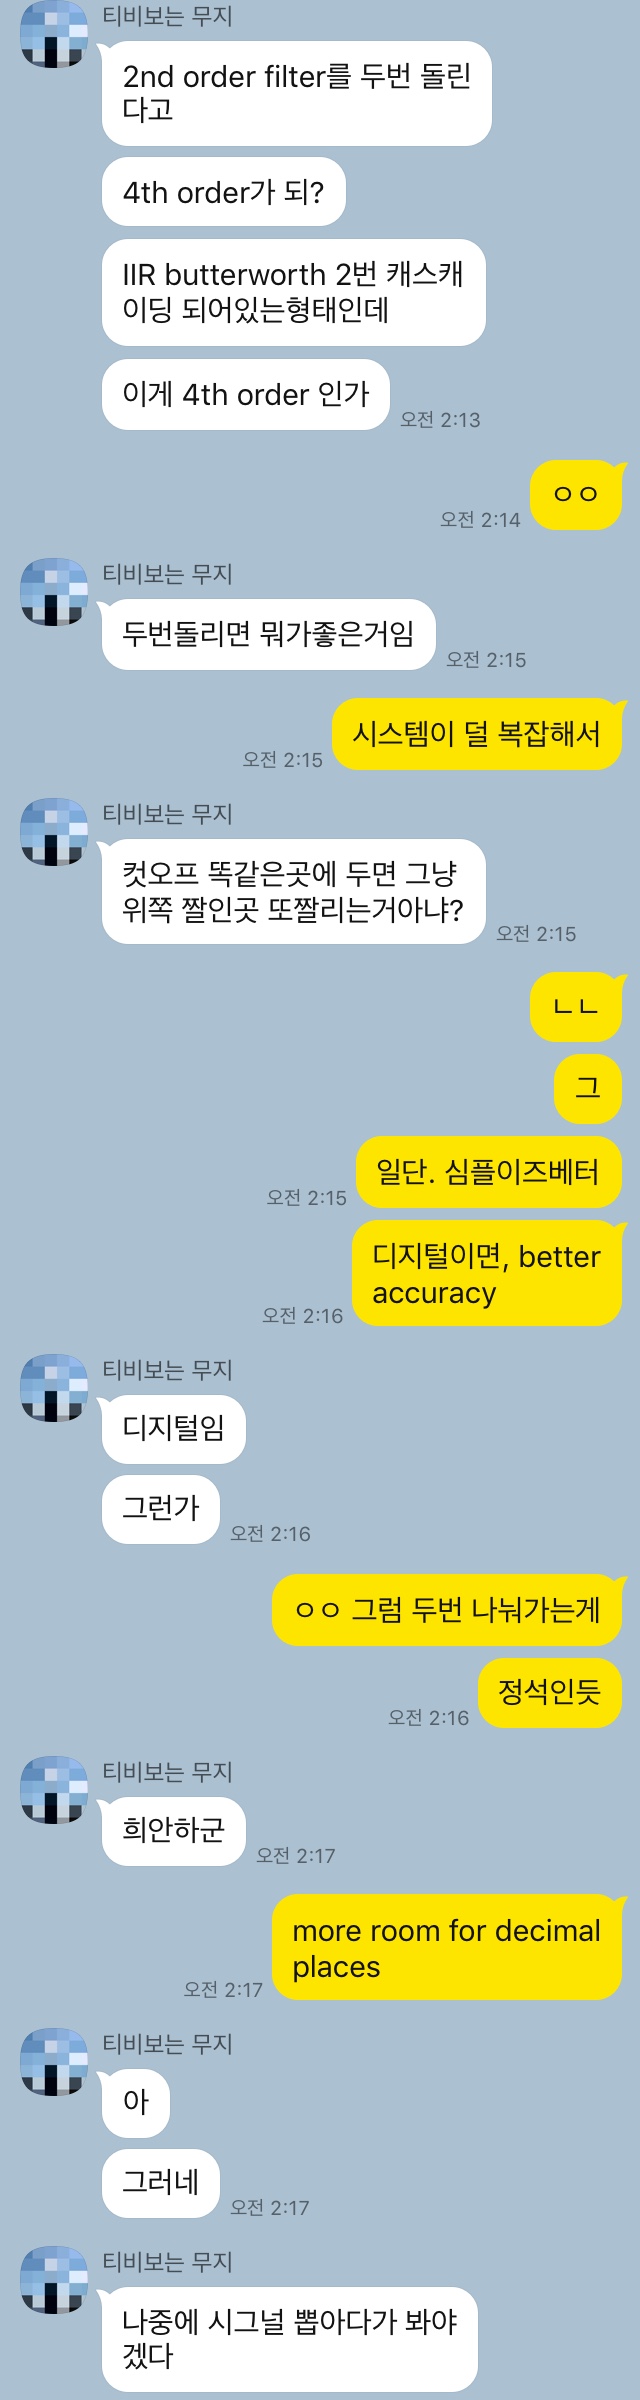 티비보는 무지
2nd order filter를 두번 돌린
다고
4th order가 되?
IIR butterworth 2번 캐스캐
이딩 되어있는형태인데
이게 4th order 인가
오전 2:13
ㅇㅇ
오전 2:14
티비보는 무지
두번돌리면 뭐가좋은거임
오전 2:15
시스템이 덜 복잡해서
오전 2:15
티비보는 무지
컷오프 똑같은곳에 두면 그냥
위쪽 짤인곳 또짤리는거아냐?
오전 2:15
ㄴㄴ
그
일단. 심플이즈베터
오전 2:15
디지털이면, better
accuracy
오전 2:16
티비보는 무지
디지털임
그런가
오전 2:16
ㅇㅇ 그럼 두번 나눠가는게
정석인듯
오전 2:16
티비보는 무지
희안하군
오전 2:17
more room for decimal
places
오전 2:17
티비보는 무지
아
그러네
오전 2:17
티비보는 무지
나중에 시그널 뽑아다가 봐야
겠다